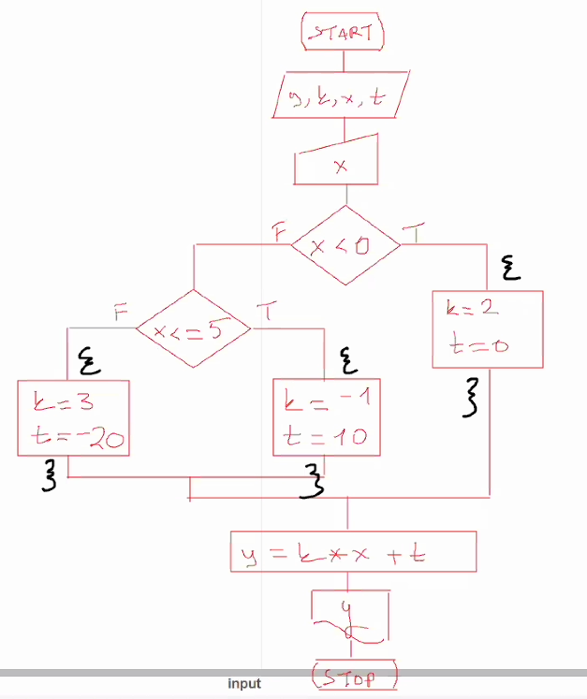 START
y, k, x, t
x
x < 0
F
T
{
k = 2
t = 0
}
x <= 5
F
T
{
k = 3
t = -20
}
{
k = -1
t = 10
}
y = k * x + t
y
STOP
input